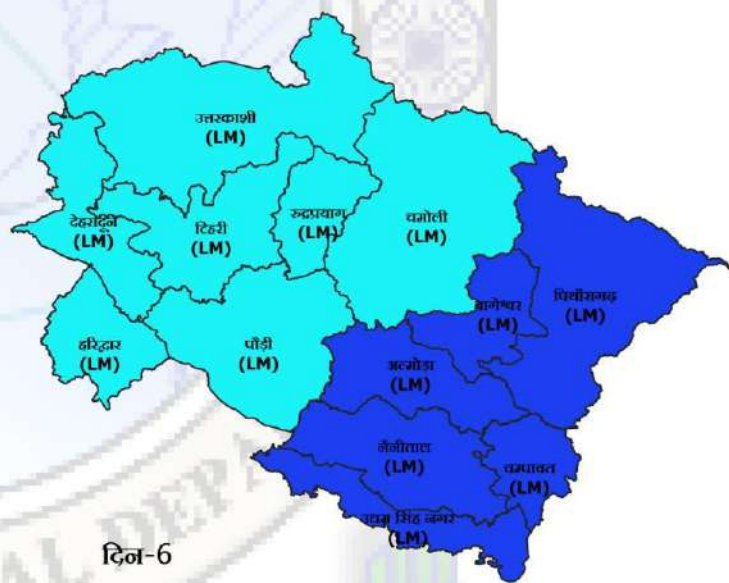 उत्तरकाशी
(LM)
देहरादून
(LM)
टिहरी
(LM)
रुद्रप्रयाग
(LM)
चमोली
(LM)
हरिद्वार
(LM)
पौड़ी
(LM)
बागेश्वर
(LM)
पिथौरागढ़
(LM)
अल्मोड़ा
(LM)
नैनीताल
(LM)
चम्पावत
(LM)
उधम सिंह नगर
(LM)
दिन-6